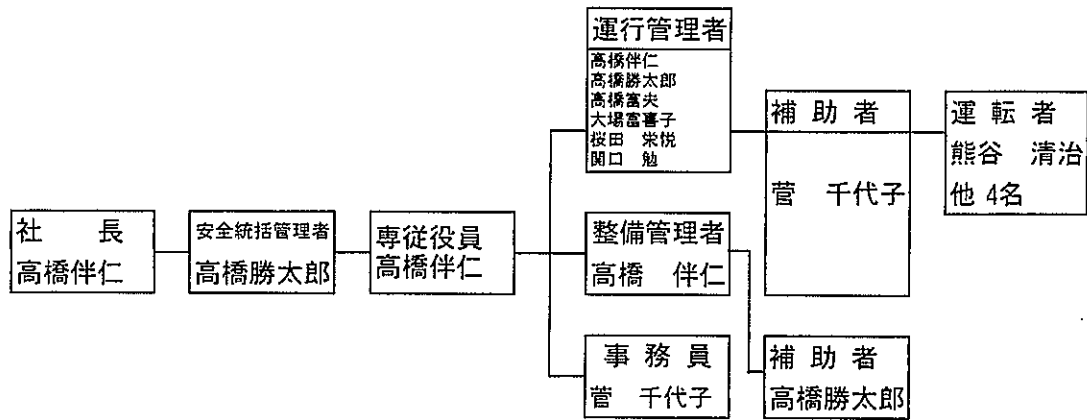 運行管理者
高橋伴仁
高橋勝太郎
高橋富央
大場富喜子
桜田　栄悦
関口　勉
補 助 者
菅　千代子
運 転 者
熊谷　清治
他 4名
社　　長
高橋伴仁
安全統括管理者
高橋勝太郎
専従役員
高橋伴仁
整備管理者
高橋　伴仁
事 務 員
菅　千代子
補 助 者
高橋勝太郎